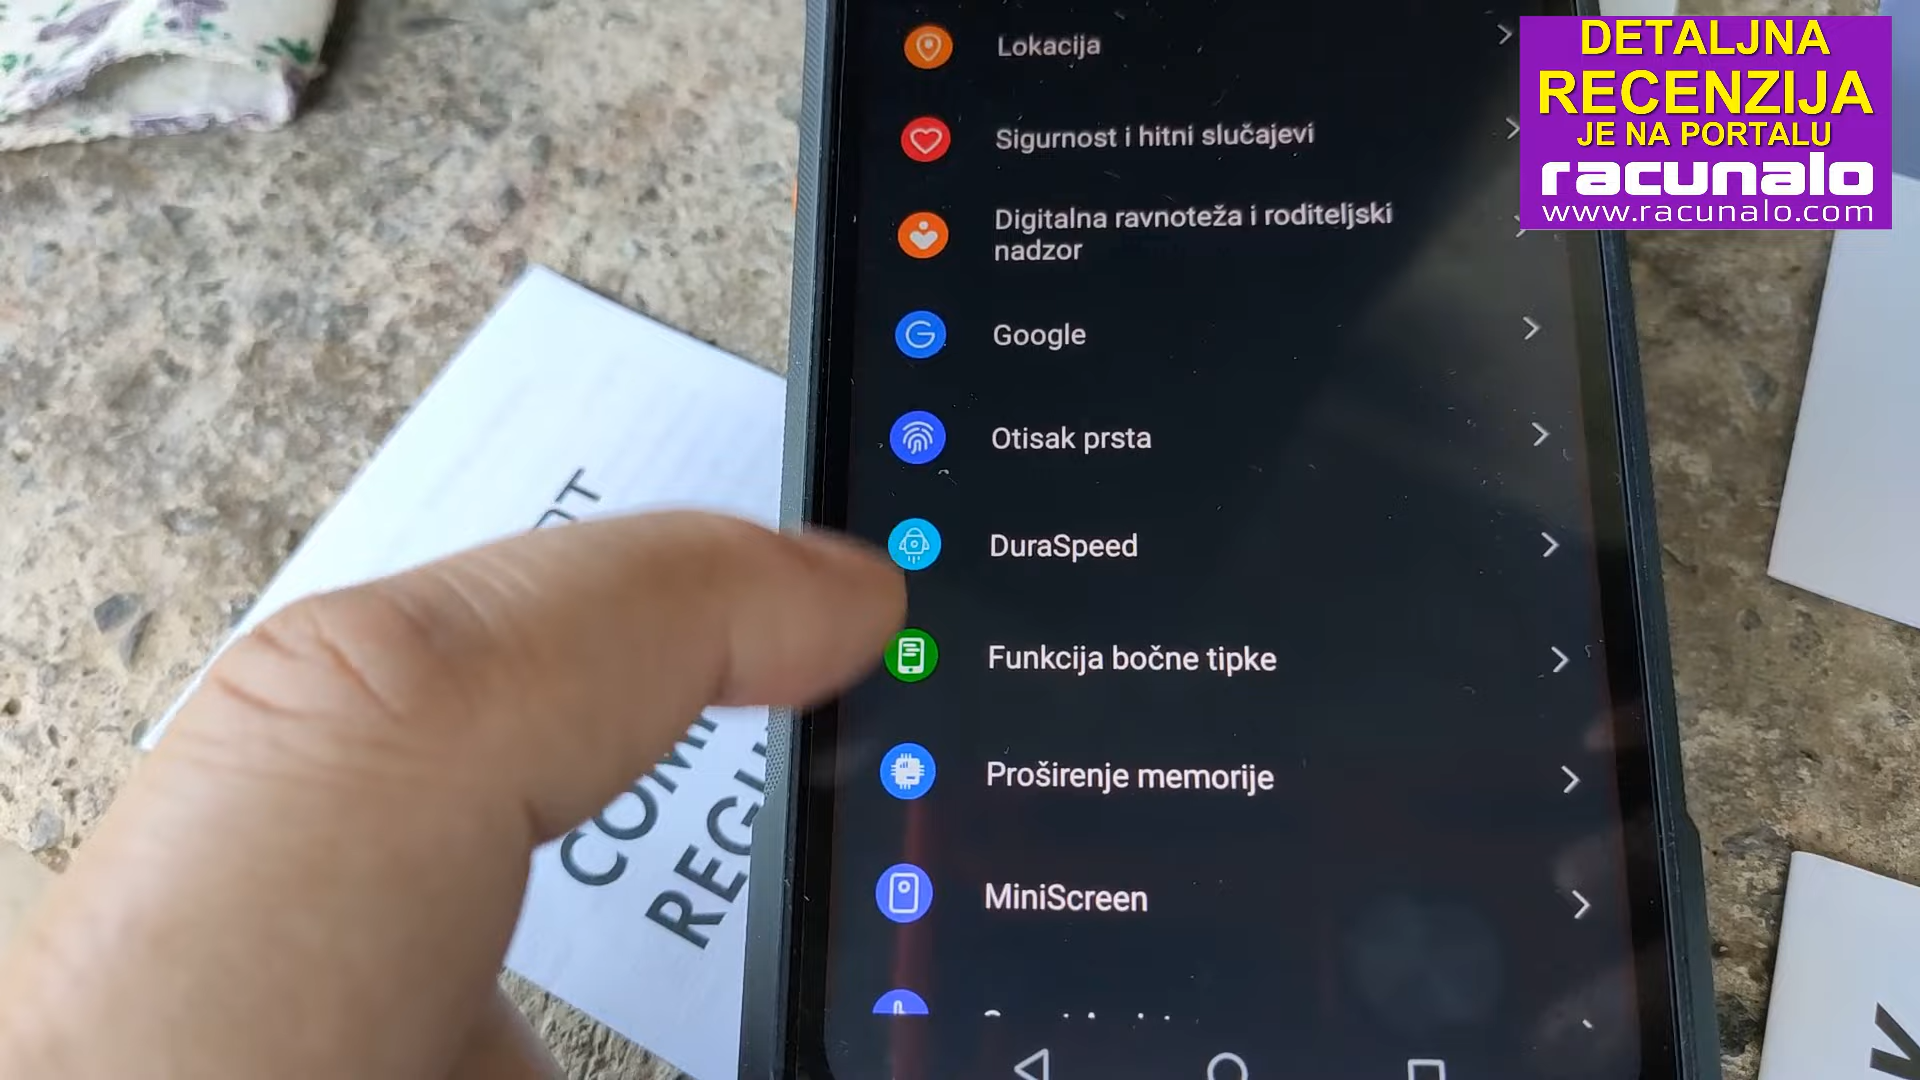 DETALJNA
RECENZIJA
JE NA PORTALU
racunalo
www.racunalo.com
Lokacija
Sigurnost i hitni slučajevi
Digitalna ravnoteža i roditeljski
nadzor
Google
Otisak prsta
DuraSpeed
Funkcija bočne tipke
Proširenje memorije
MiniScreen